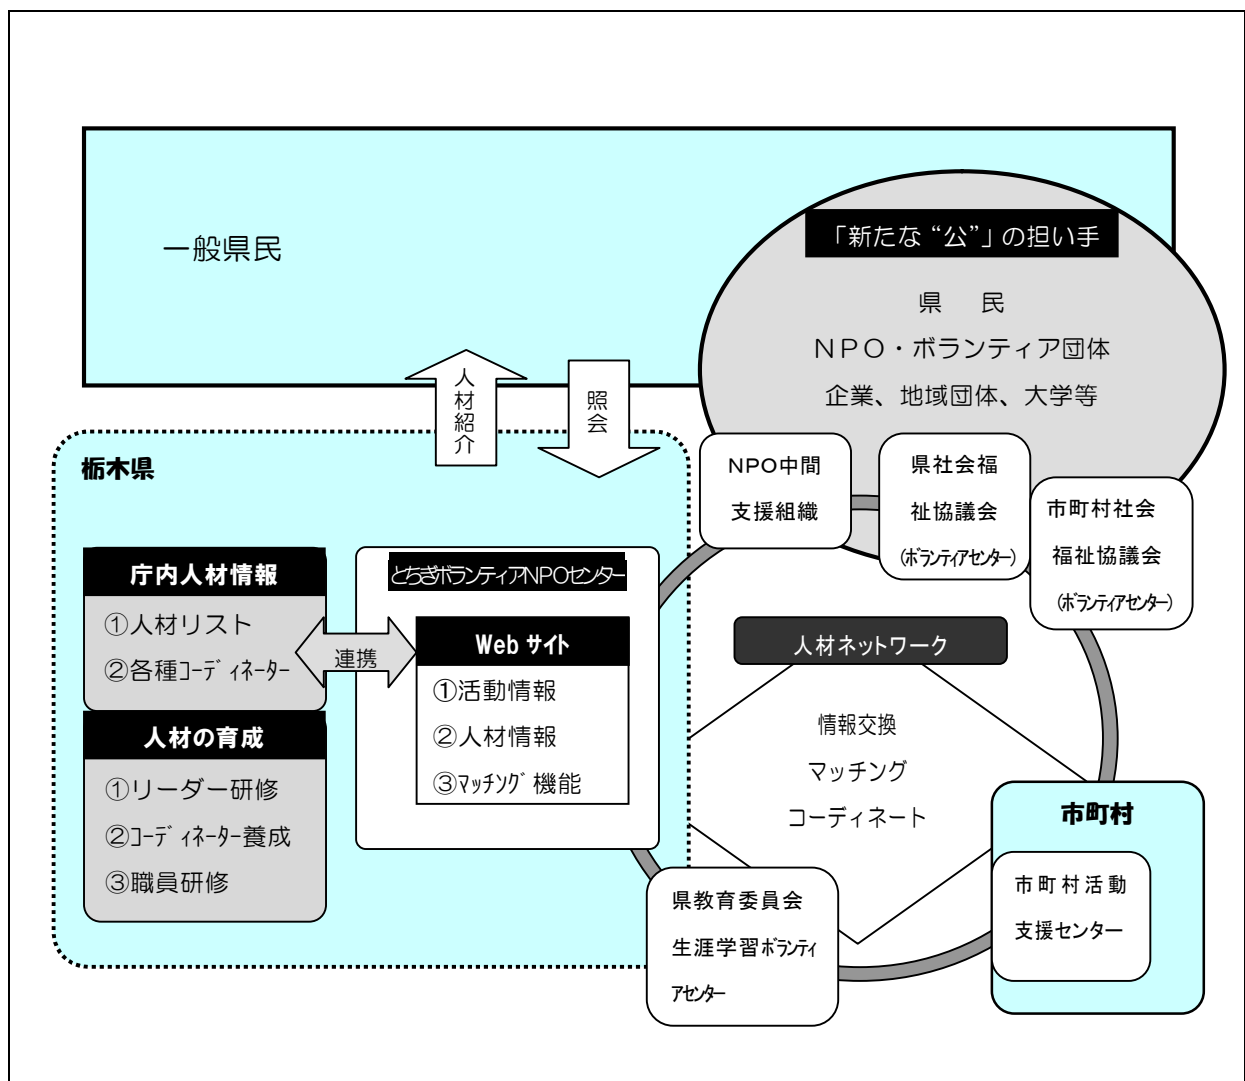 一般県民
「新たな“公”」の担い手
県　民
ＮＰＯ・ボランティア団体
企業、地域団体、大学等
人材紹介
照会
栃木県
庁内人材情報
①人材リスト
②各種ｺｰﾃﾞｨﾈｰﾀｰ
連携
人材の育成
①リーダー研修
②ｺｰﾃﾞｨﾈｰﾀｰ養成
③職員研修
とちぎボランティアNPOセンター
Web サイト
①活動情報
②人材情報
③ﾏｯﾁﾝｸﾞ機能
NPO中間
支援組織
県社会福
祉協議会
(ボランティアセンター)
市町村社会
福祉協議会
(ボランティアセンター)
人材ネットワーク
情報交換
マッチング
コーディネート
市町村
市町村活動
支援センター
県教育委員会
生涯学習ボランティ
アセンター